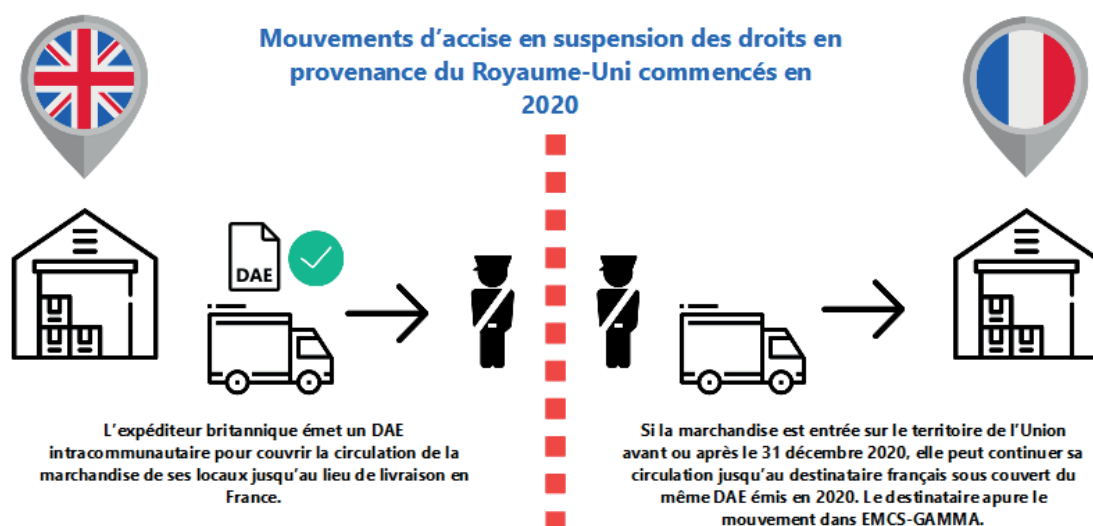 Mouvements d'accise en suspension des droits en
provenance du Royaume-Uni commencés en
2020
DAE
L'expéditeur britannique émet un DAE
intracommunautaire pour couvrir la circulation de la
marchandise de ses locaux jusqu'au lieu de livraison en
France.
Si la marchandise est entrée sur le territoire de l'Union
avant ou après le 31 décembre 2020, elle peut continuer sa
circulation jusqu'au destinataire français sous couvert du
même DAE émis en 2020. Le destinataire apure le
mouvement dans EMCS-GAMMA.